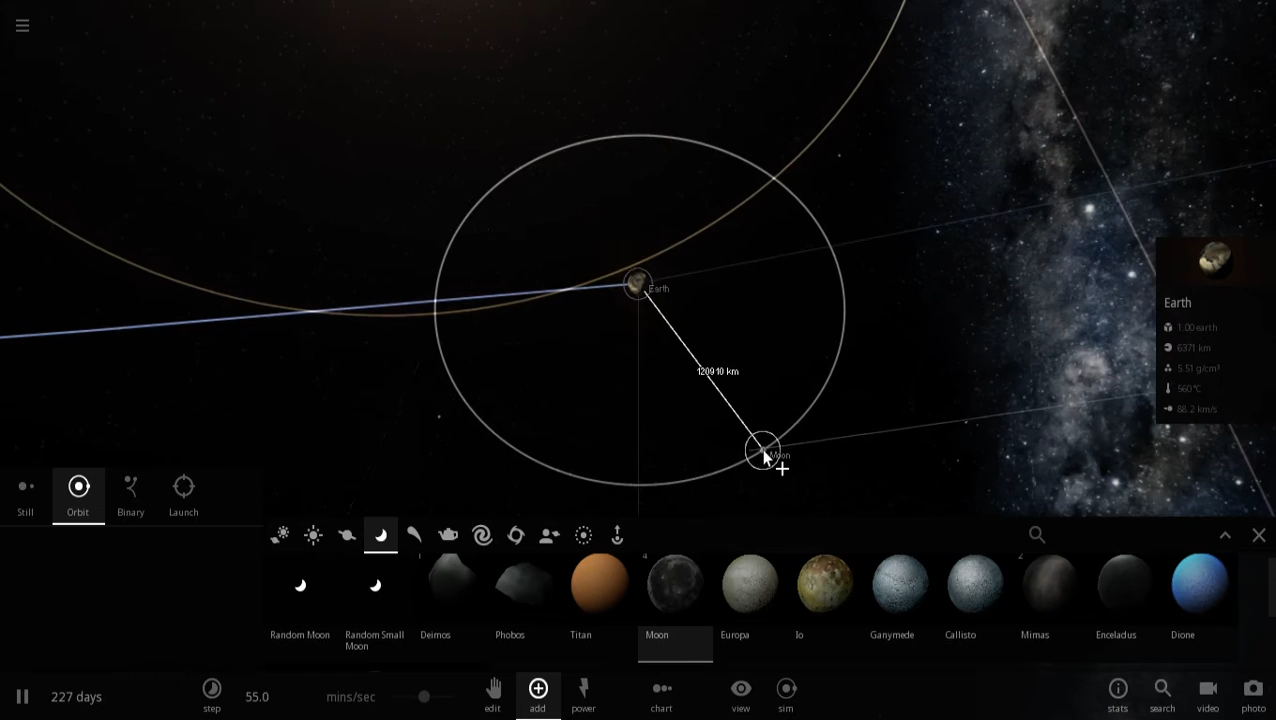 Earth
120910 km
Moon
Earth
1.00 earth
6371 km
5.51 g/cm³
560 °C
88.2 km/s
Still
Orbit
Binary
Launch
4
2
Random Moon
Random Small
Moon
Deimos
Phobos
Titan
Moon
Europa
Io
Ganymede
Callisto
Mimas
Enceladus
Dione
227 days
step
55.0
mins/sec
edit
add
power
chart
view
sim
stats
search
video
photo